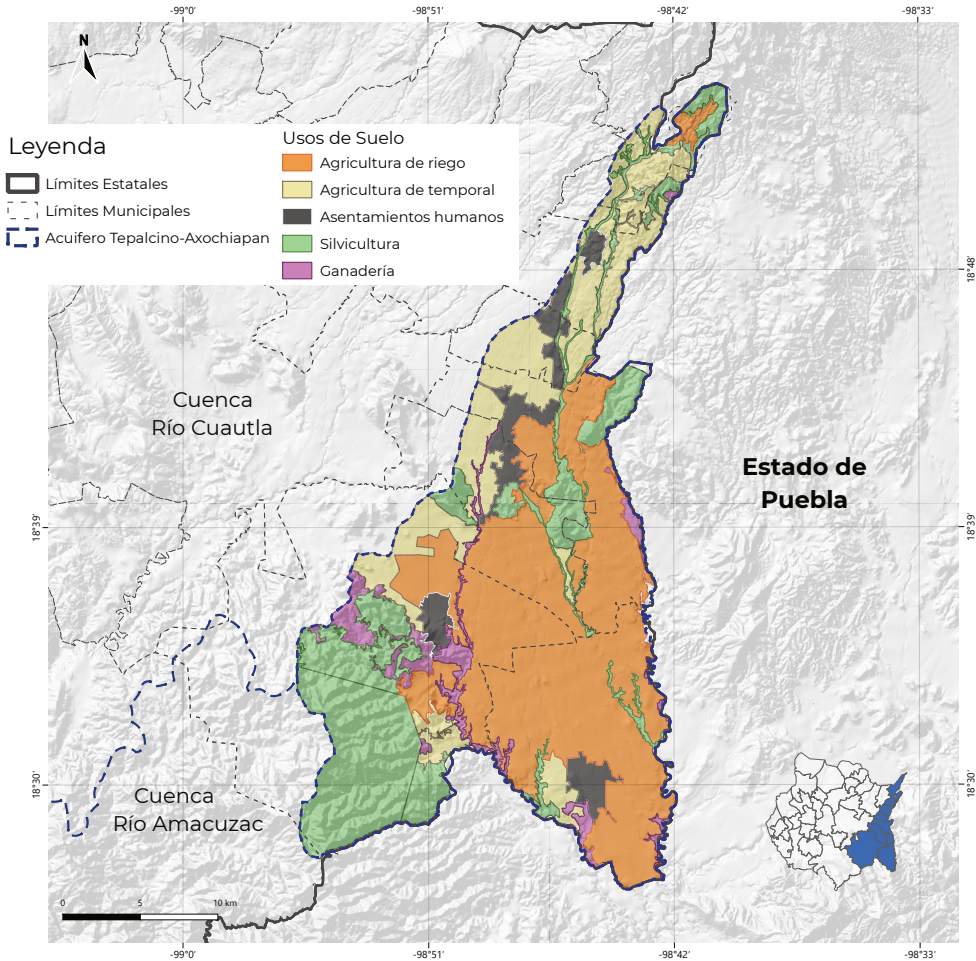 -99°0'
-98°51'
-98°42'
-98°33'
N
Leyenda
Límites Estatales
Límites Municipales
Acuifero Tepalcino-Axochiapan
Usos de Suelo
Agricultura de riego
Agricultura de temporal
Asentamientos humanos
Silvicultura
Ganadería
18°48'
Cuenca
Río Cuautla
Estado de
Puebla
18°39'
18°39'
18°30'
18°30'
Cuenca
Río Amacuzac
0
5
10 km
-99°0'
-98°51'
-98°42'
-98°33'